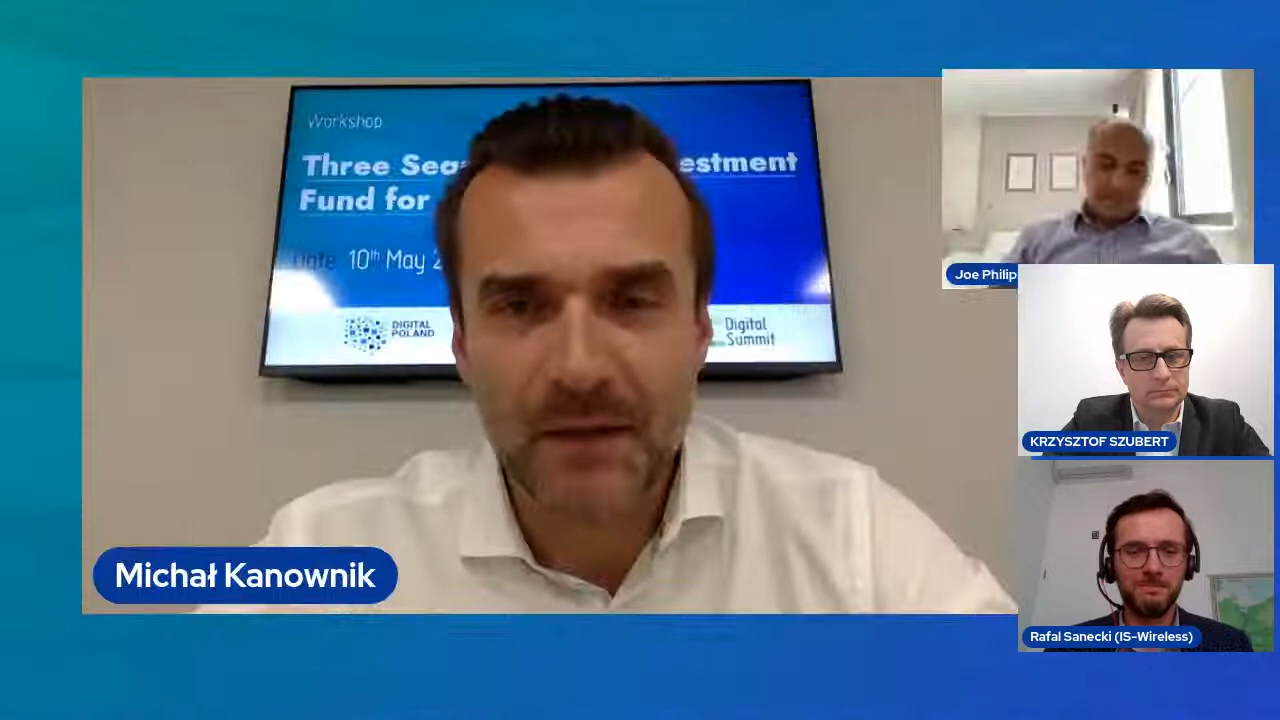 Workshop
Three Sea estment
Fund for
Date 10th May 2
DIGITAL
POLAND
Digital
Summit
Michał Kanownik
Joe Philip
KRZYSZTOF SZUBERT
Rafal Sanecki (IS-Wireless)